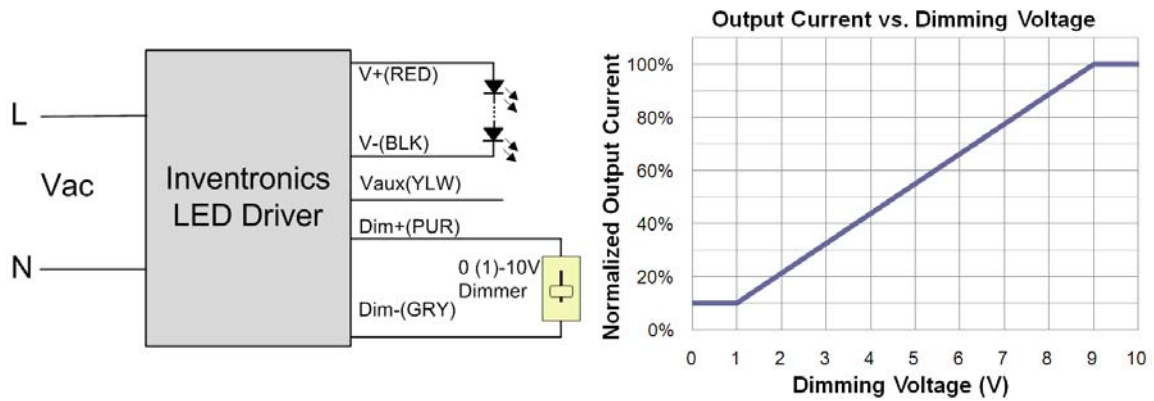 L
Vac
N
Inventronics
LED Driver
V+(RED)
V-(BLK)
Vaux(YLW)
Dim+(PUR)
0 (1)-10V
Dimmer
Dim-(GRY)
Output Current vs. Dimming Voltage
Normalized Output Current
100%
80%
60%
40%
20%
0%
0 1 2 3 4 5 6 7 8 9 10
Dimming Voltage (V)